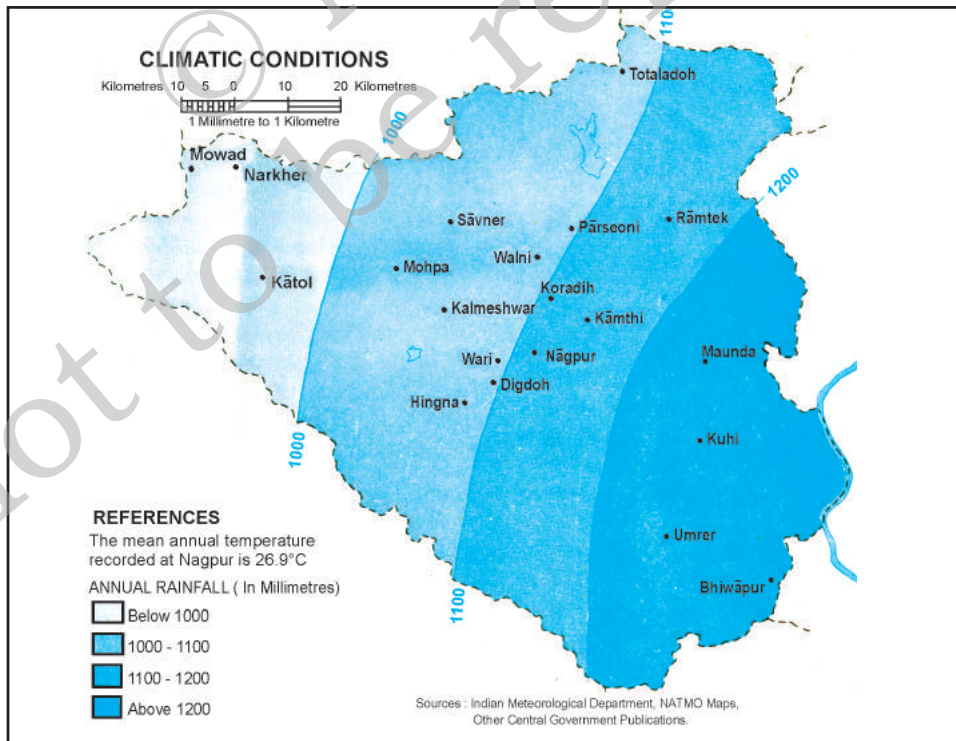 CLIMATIC CONDITIONS
Kilometres 10 5 0 10 20 Kilometres
1 Millimetre to 1 Kilometre
1000
1200
Totaladoh
Mowad
Narkher
Sāvner
Pārseoni
Rāmtek
Walni
Mohpa
Kātol
Koradih
Kalmeshwar
Kāmthi
Nāgpur
Maunda
Wari
Digdoh
Hingna
Kuhi
1000
Umrer
Bhiwāpur
1100
REFERENCES
The mean annual temperature
recorded at Nagpur is 26.9°C
ANNUAL RAINFALL ( In Millimetres)
Below 1000
1000 - 1100
1100 - 1200
Above 1200
Sources : Indian Meteorological Department, NATMO Maps,
Other Central Government Publications.
not to be